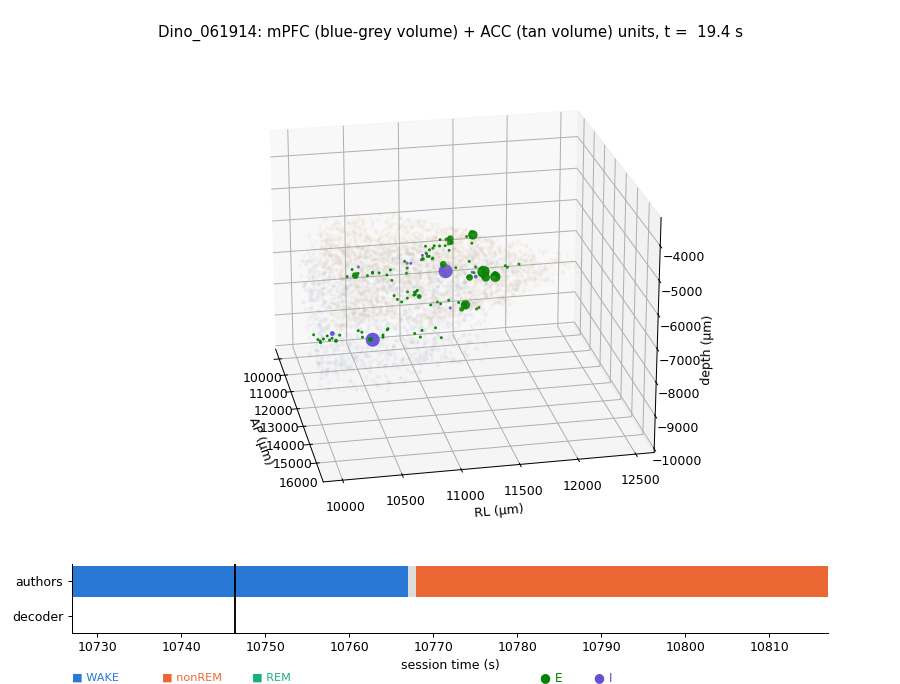 Dino_061914: mPFC (blue-grey volume) + ACC (tan volume) units, t =  19.4 s
−4000
−5000
−6000
−7000
−8000
−9000
−10000
depth (μm)
10000
11000
12000
13000
14000
15000
16000
AP (μm)
10000
10500
11000
11500
12000
12500
RL (μm)
authors
decoder
10730
10740
10750
10760
10770
10780
10790
10800
10810
session time (s)
WAKE
nonREM
REM
E
I